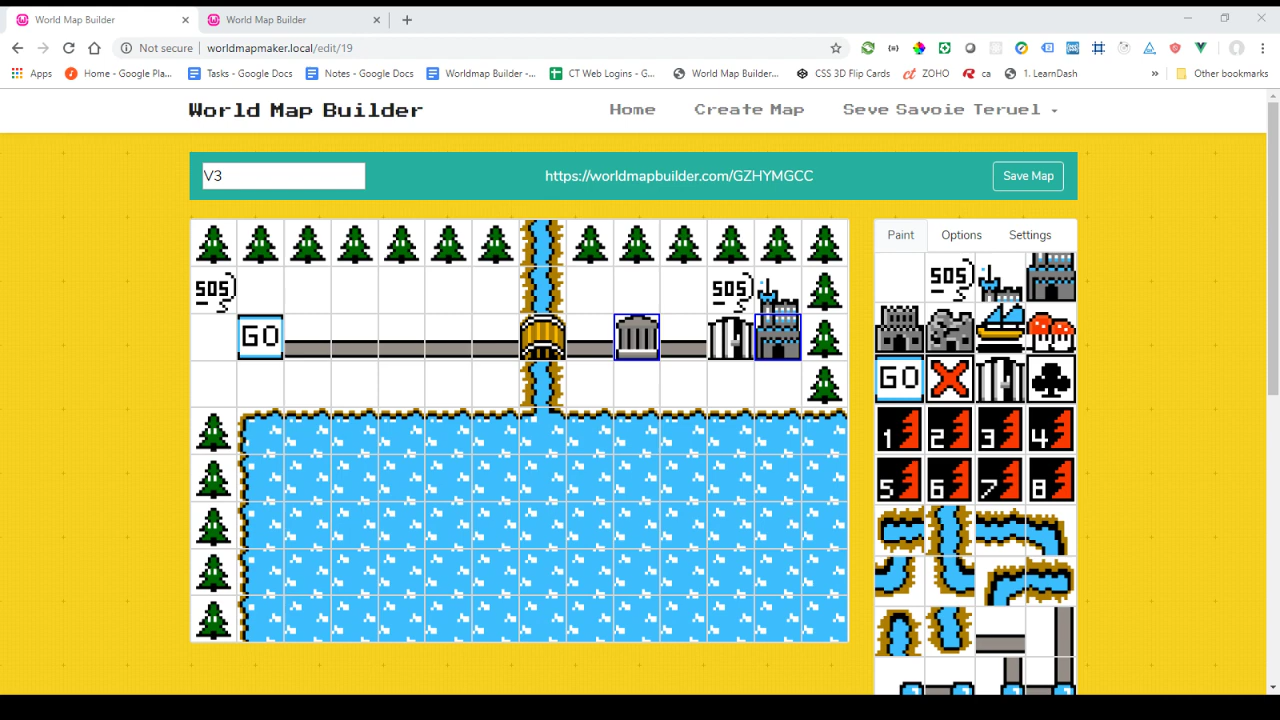 World Map Builder
World Map Builder
Not secure | worldmapmaker.local/edit/19
Apps
Home - Google Pla...
Tasks - Google Docs
Notes - Google Docs
Worldmap Builder -...
CT Web Logins - G...
World Map Builder...
CSS 3D Flip Cards
ZOHO
ca
1. LearnDash
»
Other bookmarks
World Map Builder
Home
Create Map
Seve Savoie Teruel
V3
https://worldmapbuilder.com/GZHYMGCC
Save Map
Paint
Options
Settings
SOS
SOS
GO
SOS
GO
1
2
3
4
5
6
7
8